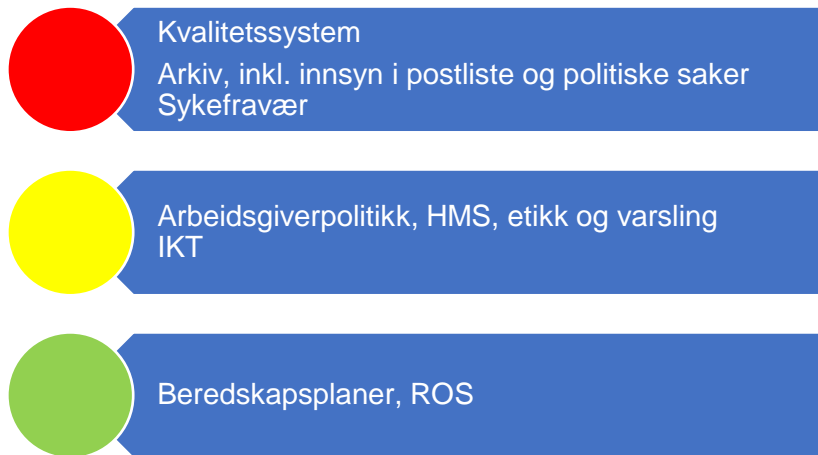 Kvalitetssystem
Arkiv, inkl. innsyn i postliste og politiske saker
Sykefravær
Arbeidsgiverpolitikk, HMS, etikk og varsling
IKT
Beredskapsplaner, ROS